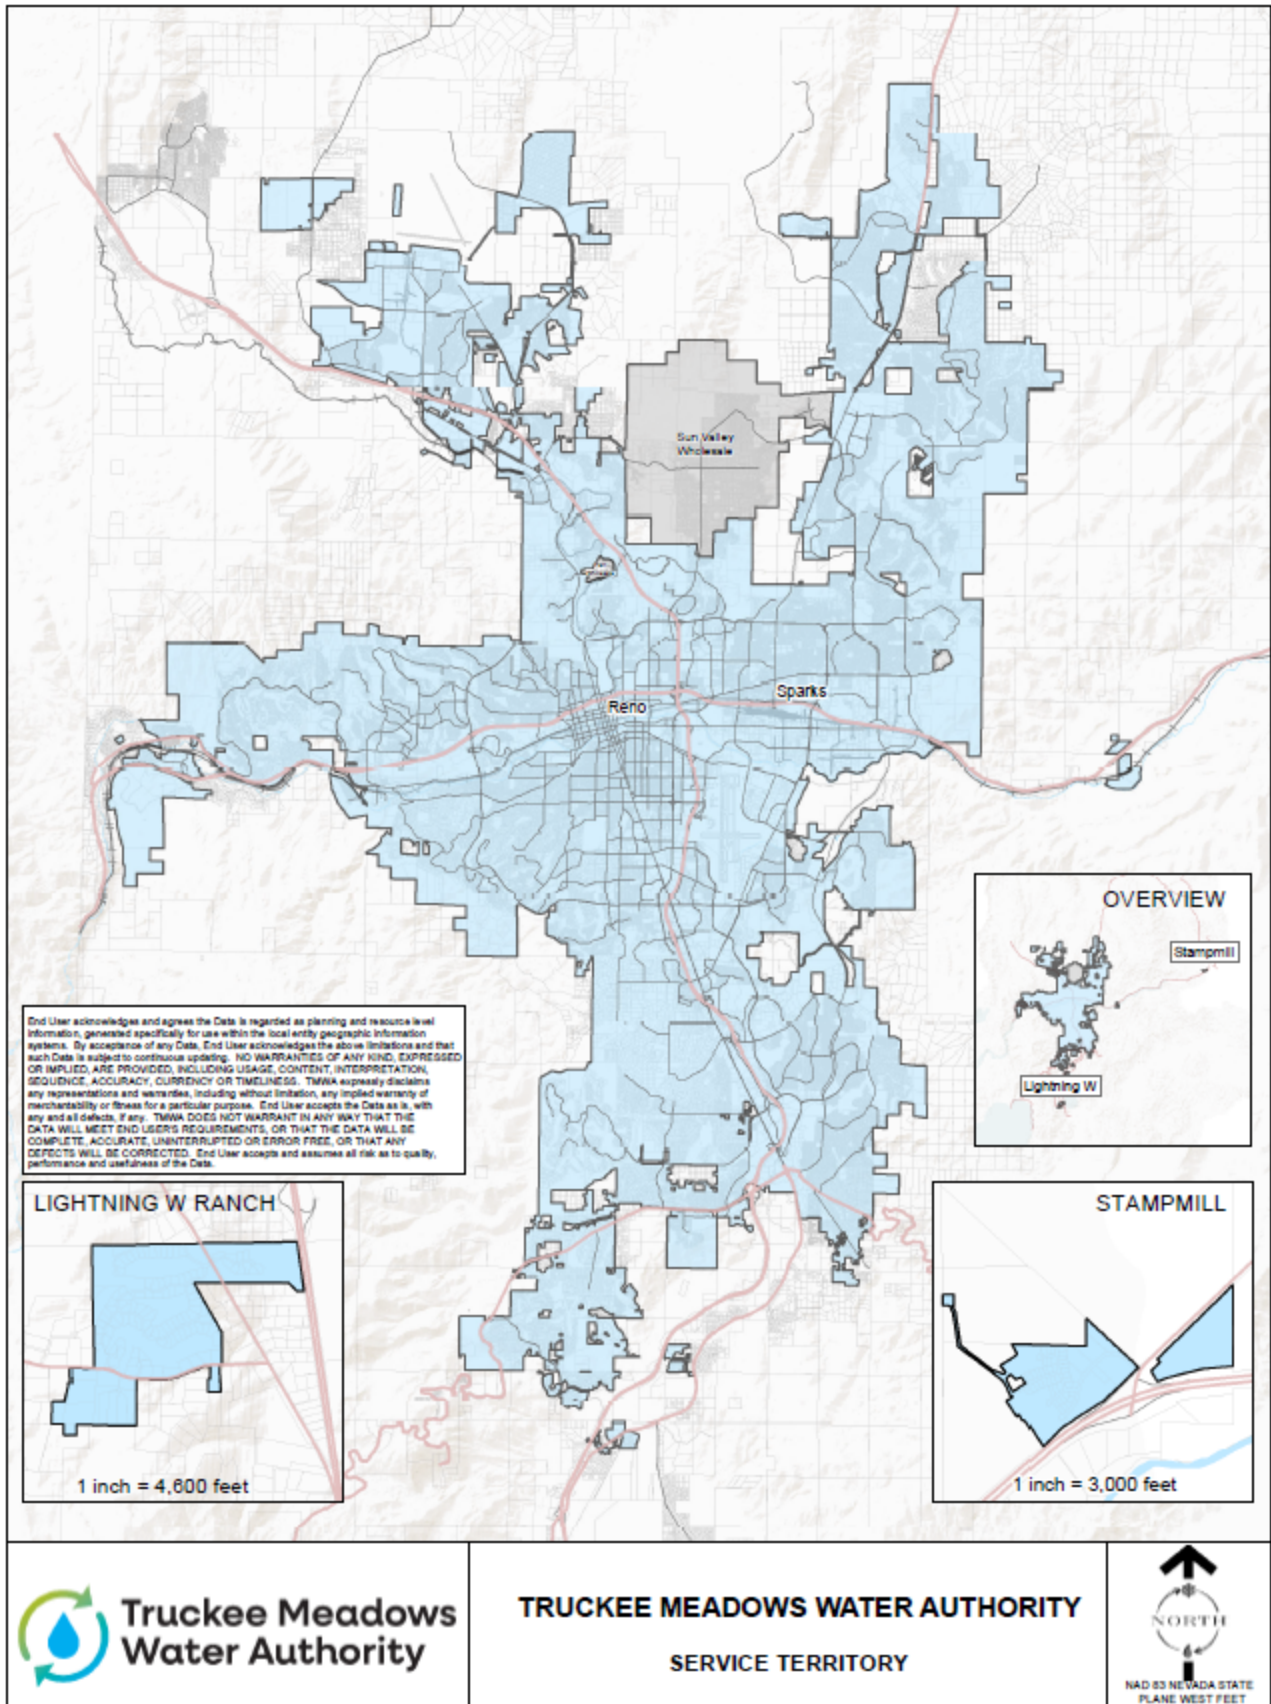 Sun Valley
Wholesale
Reno
Sparks
OVERVIEW
Stampmill
Lightning W
End User acknowledges and agrees the Data is regarded as planning and resource level
information, generated specifically for use within the local entity geographic information
systems. By acceptance of any Data, End User acknowledges the above limitations and that
such Data is subject to continuous updating. NO WARRANTIES OF ANY KIND, EXPRESSED
OR IMPLIED, ARE PROVIDED, INCLUDING USAGE, CONTENT, INTERPRETATION,
SEQUENCE, ACCURACY, CURRENCY OR TIMELINESS. TMWA expressly disclaims
any representations and warranties, including without limitation, any implied warranty of
merchantability or fitness for a particular purpose. End User accepts the Data as is, with
any and all defects, if any. TMWA DOES NOT WARRANT IN ANY WAY THAT THE
DATA WILL MEET END USER'S REQUIREMENTS, OR THAT THE DATA WILL BE
COMPLETE, ACCURATE, UNINTERRUPTED OR ERROR FREE, OR THAT ANY
DEFECTS WILL BE CORRECTED. End User accepts and assumes all risk as to quality,
performance and usefulness of the Data.
LIGHTNING W RANCH
1 inch = 4,600 feet
STAMPMILL
1 inch = 3,000 feet
Truckee Meadows
Water Authority
TRUCKEE MEADOWS WATER AUTHORITY
SERVICE TERRITORY
NORTH
NAD 83 NEVADA STATE
PLANE WEST FEET